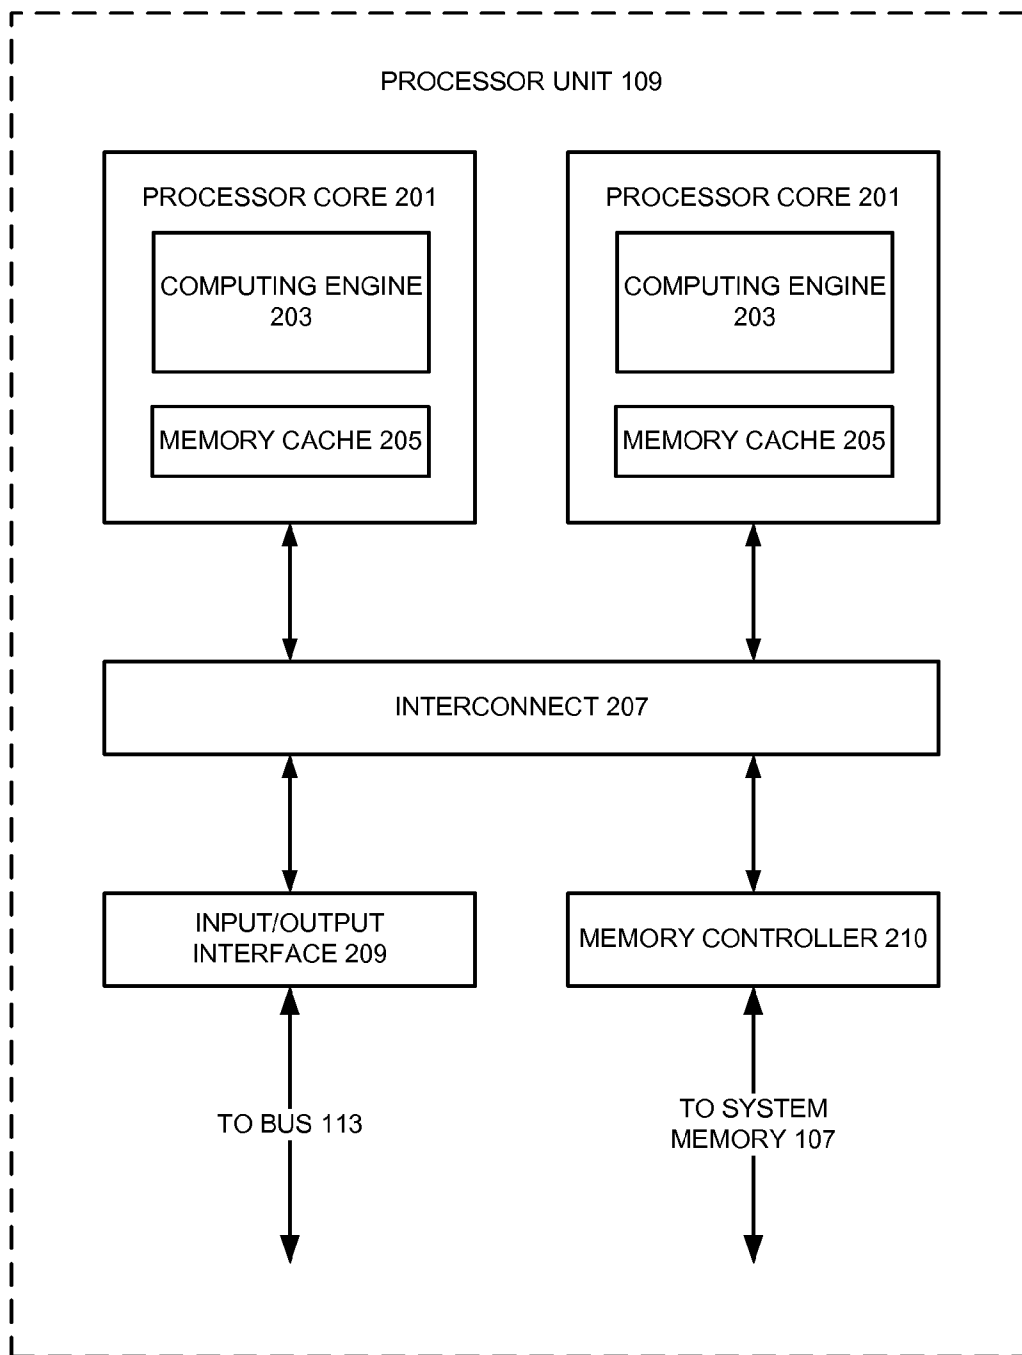 PROCESSOR UNIT 109
PROCESSOR CORE 201
COMPUTING ENGINE
203
MEMORY CACHE 205
PROCESSOR CORE 201
COMPUTING ENGINE
203
MEMORY CACHE 205
INTERCONNECT 207
INPUT/OUTPUT
INTERFACE 209
MEMORY CONTROLLER 210
TO BUS 113
TO SYSTEM
MEMORY 107